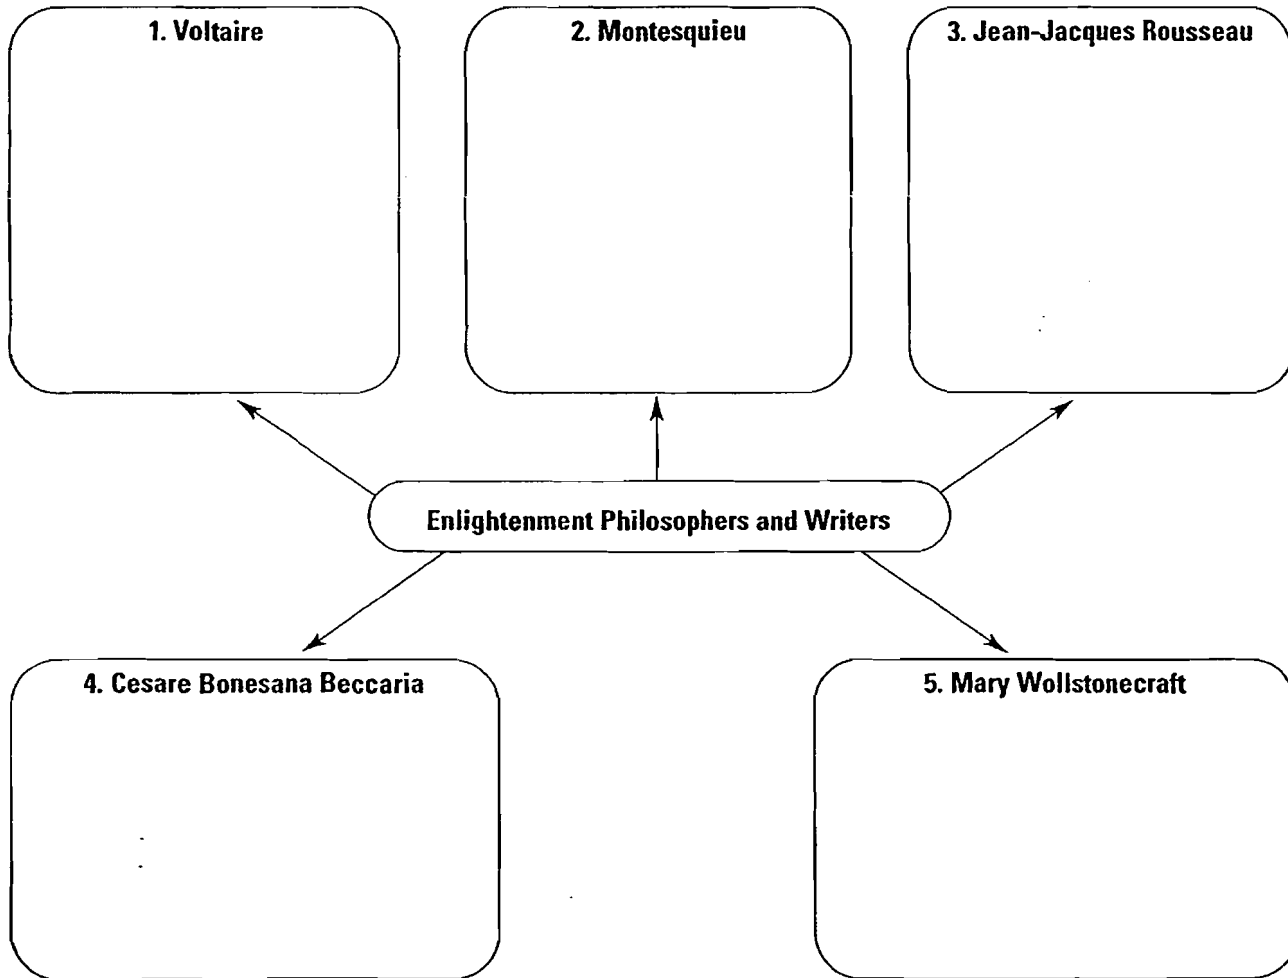 1. Voltaire
2. Montesquieu
3. Jean-Jacques Rousseau
Enlightenment Philosophers and Writers
4. Cesare Bonesana Beccaria
5. Mary Wollstonecraft